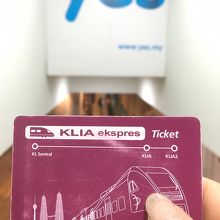 yes
www.yes.my
KLIA ekspres Ticket
KL Sentral KLIA KLIA2